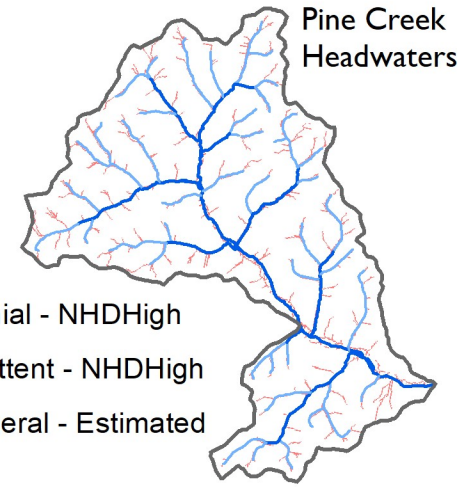 Pine Creek
Headwaters
ial - NHDHigh
ttent - NHDHigh
eral - Estimated